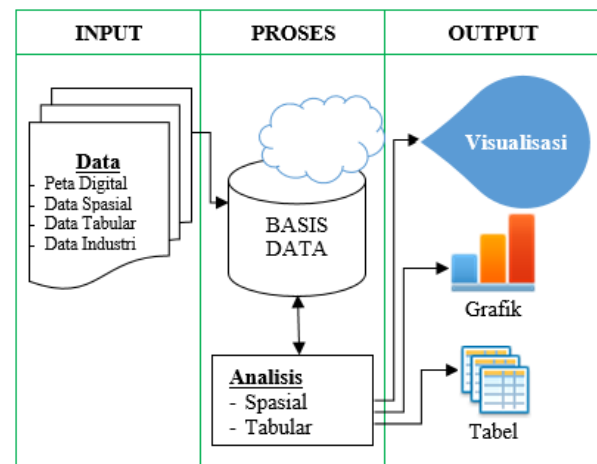 INPUT
PROSES
OUTPUT
Data
- Peta Digital
- Data Spasial
- Data Tabular
- Data Industri
BASIS
DATA
Analisis
- Spasial
- Tabular
Visualisasi
Grafik
Tabel